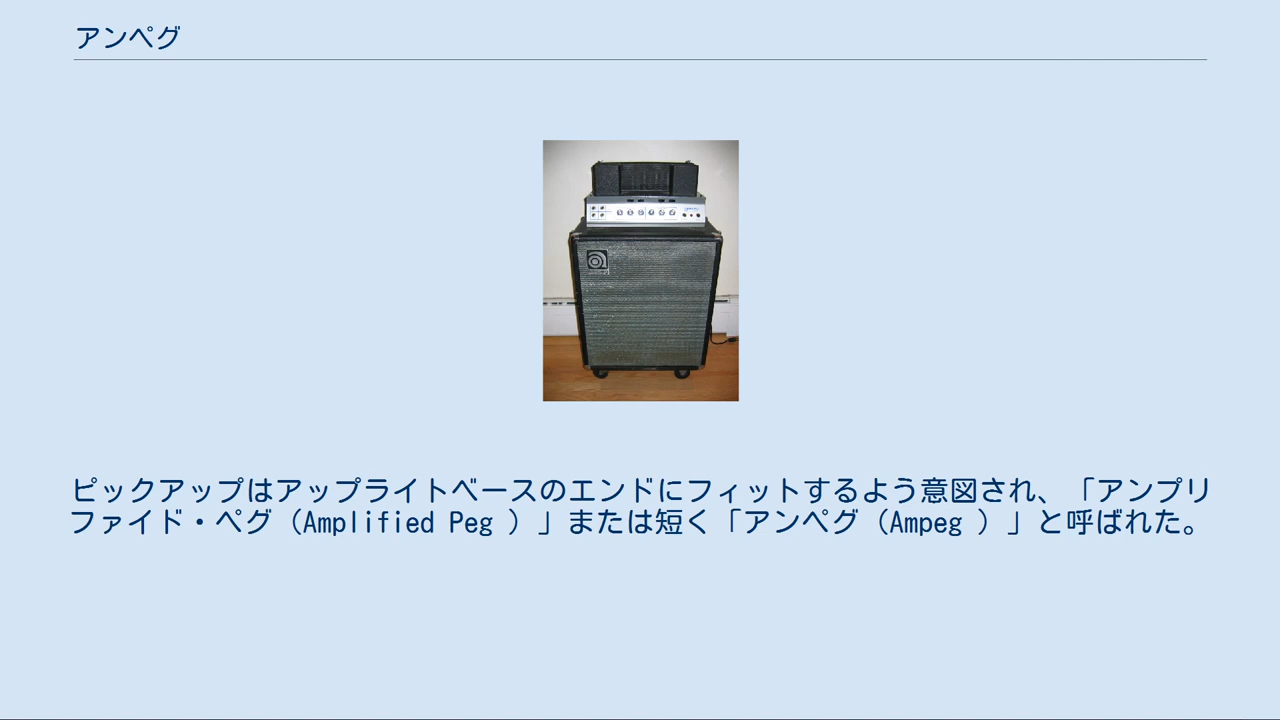 アンペグ
ピックアップはアップライトベースのエンドにフィットするよう意図され、「アンプリ
ファイド・ペグ（Amplified Peg ）」または短く「アンペグ（Ampeg ）」と呼ばれた。